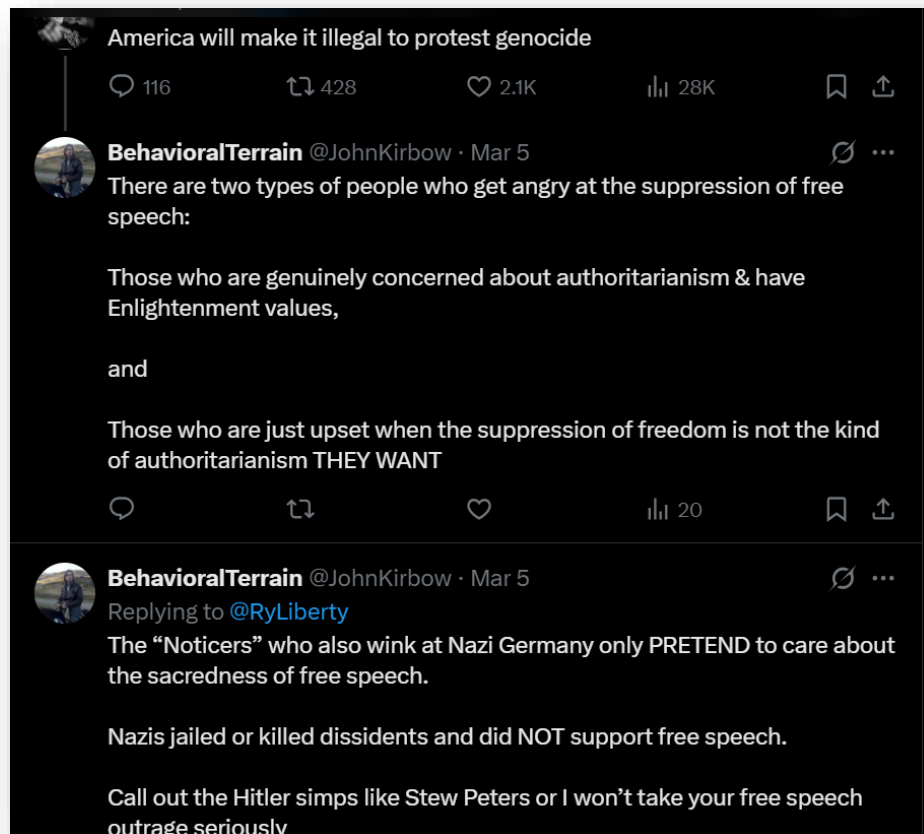 America will make it illegal to protest genocide
116 428 2.1K 28K
BehavioralTerrain @JohnKirbow · Mar 5
There are two types of people who get angry at the suppression of free
speech:
Those who are genuinely concerned about authoritarianism & have
Enlightenment values,
and
Those who are just upset when the suppression of freedom is not the kind
of authoritarianism THEY WANT
20
BehavioralTerrain @JohnKirbow · Mar 5
Replying to @RyLiberty
The “Noticers” who also wink at Nazi Germany only PRETEND to care about
the sacredness of free speech.
Nazis jailed or killed dissidents and did NOT support free speech.
Call out the Hitler simps like Stew Peters or I won’t take your free speech
outrage seriously